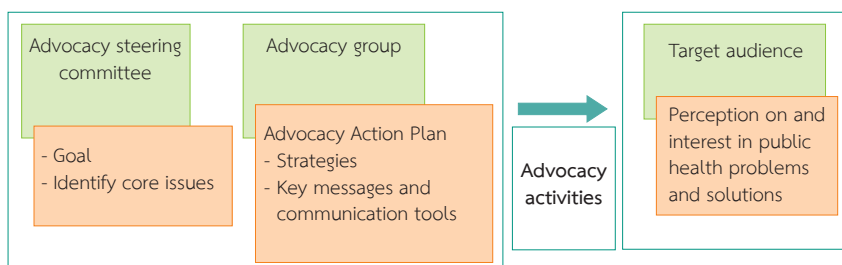 Advocacy steering
committee
- Goal
- Identify core issues
Advocacy group
Advocacy Action Plan
- Strategies
- Key messages and
communication tools
Advocacy
activities
Target audience
Perception on and
interest in public
health problems
and solutions